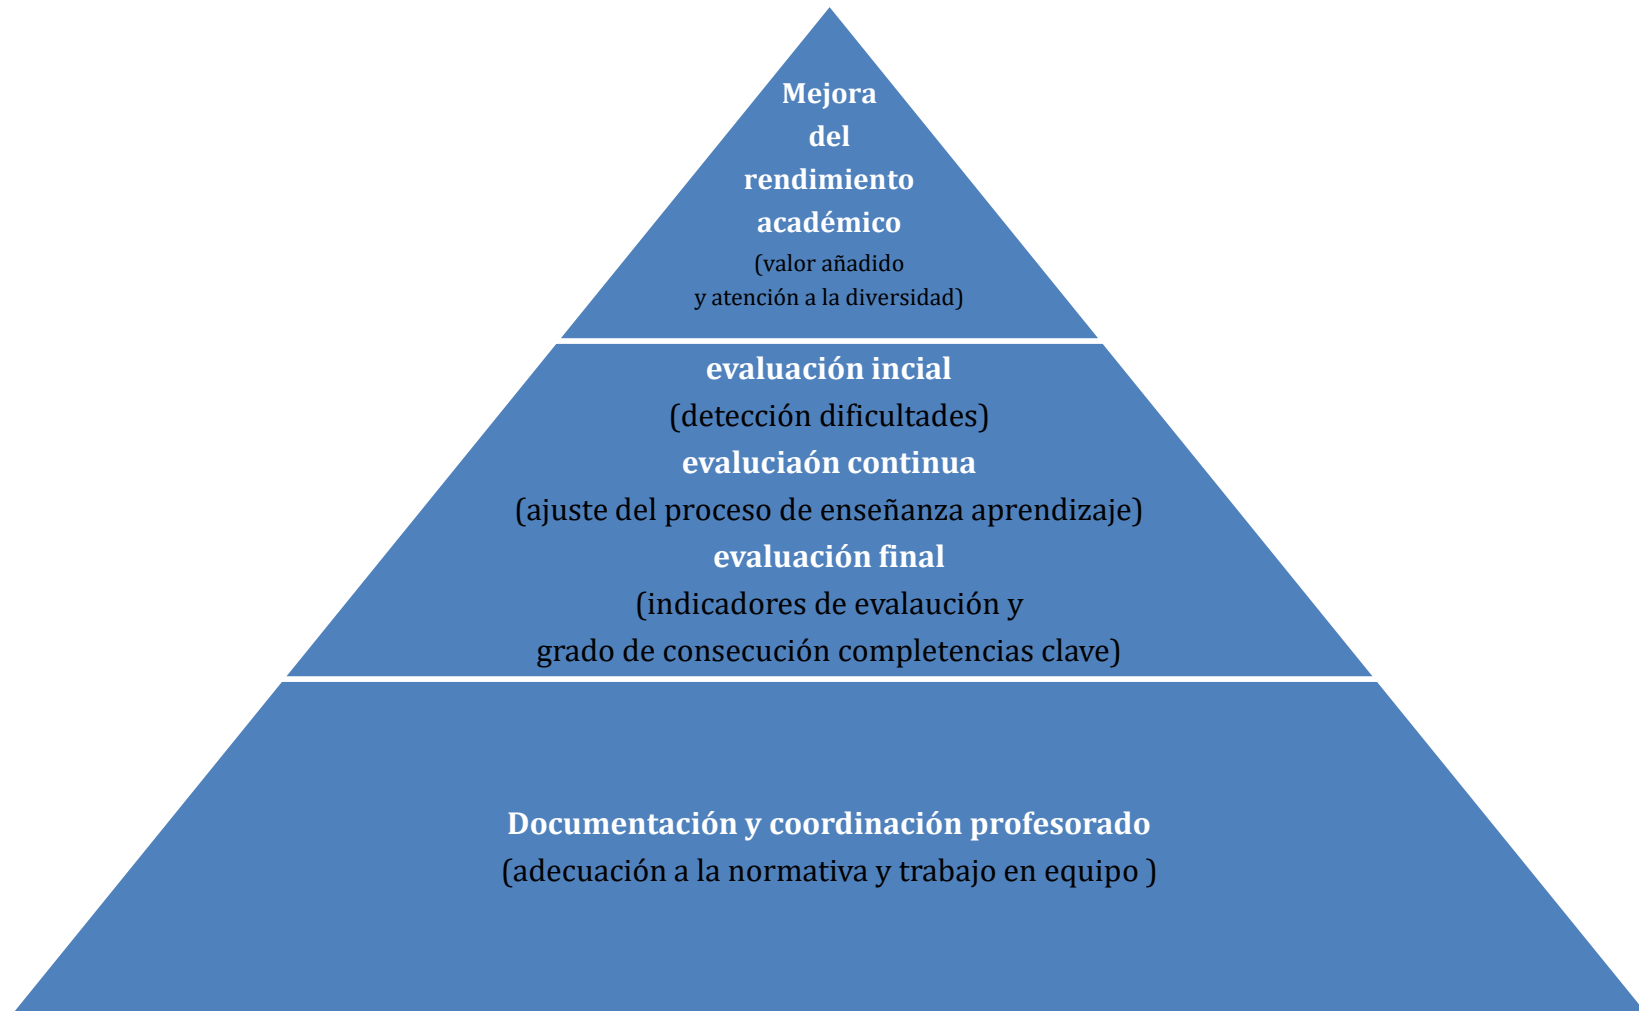 Mejora
del
rendimiento
académico
(valor añadido
y atención a la diversidad)
evaluación incial
(detección dificultades)
evaluciaón continua
(ajuste del proceso de enseñanza aprendizaje)
evaluación final
(indicadores de evalaución y
grado de consecución completencias clave)
Documentación y coordinación profesorado
(adecuación a la normativa y trabajo en equipo )